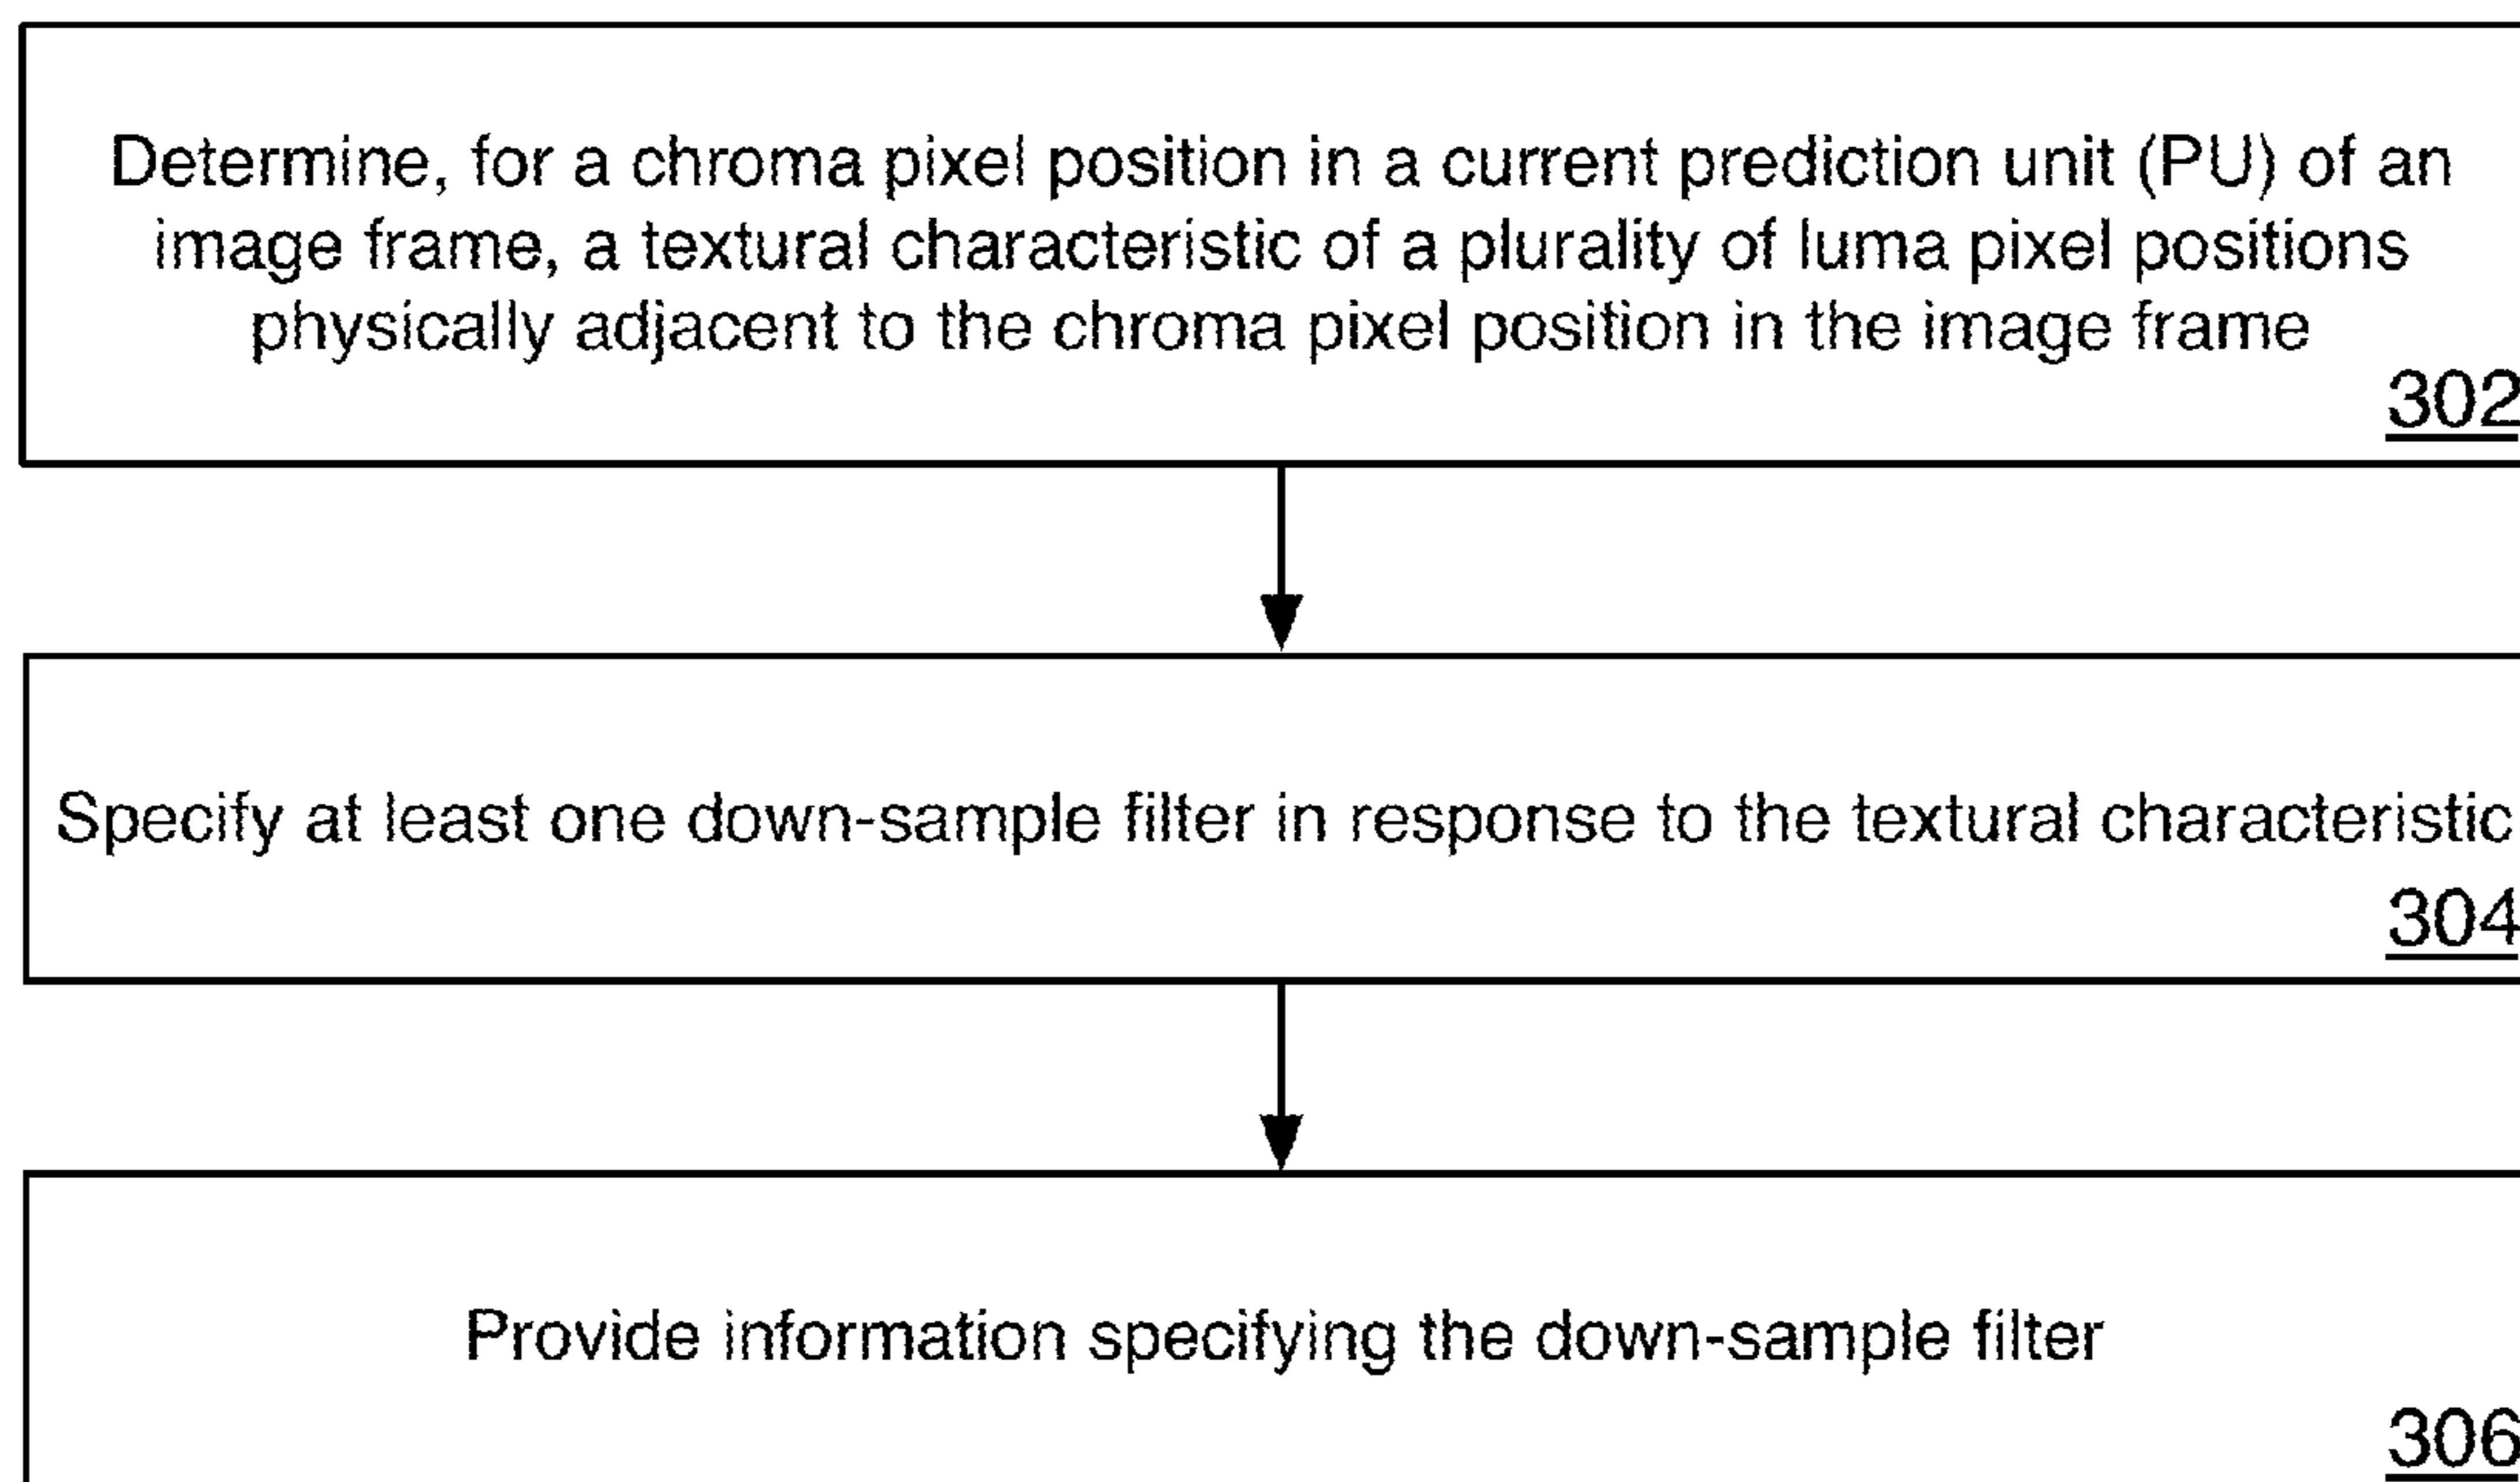 Determine, for a chroma pixel position in a current prediction unit (PU) of an
image frame, a textural characteristic of a plurality of luma pixel positions
physically adjacent to the chroma pixel position in the image frame
302
Specify at least one down-sample filter in response to the textural characteristic
304
Provide information specifying the down-sample filter
306